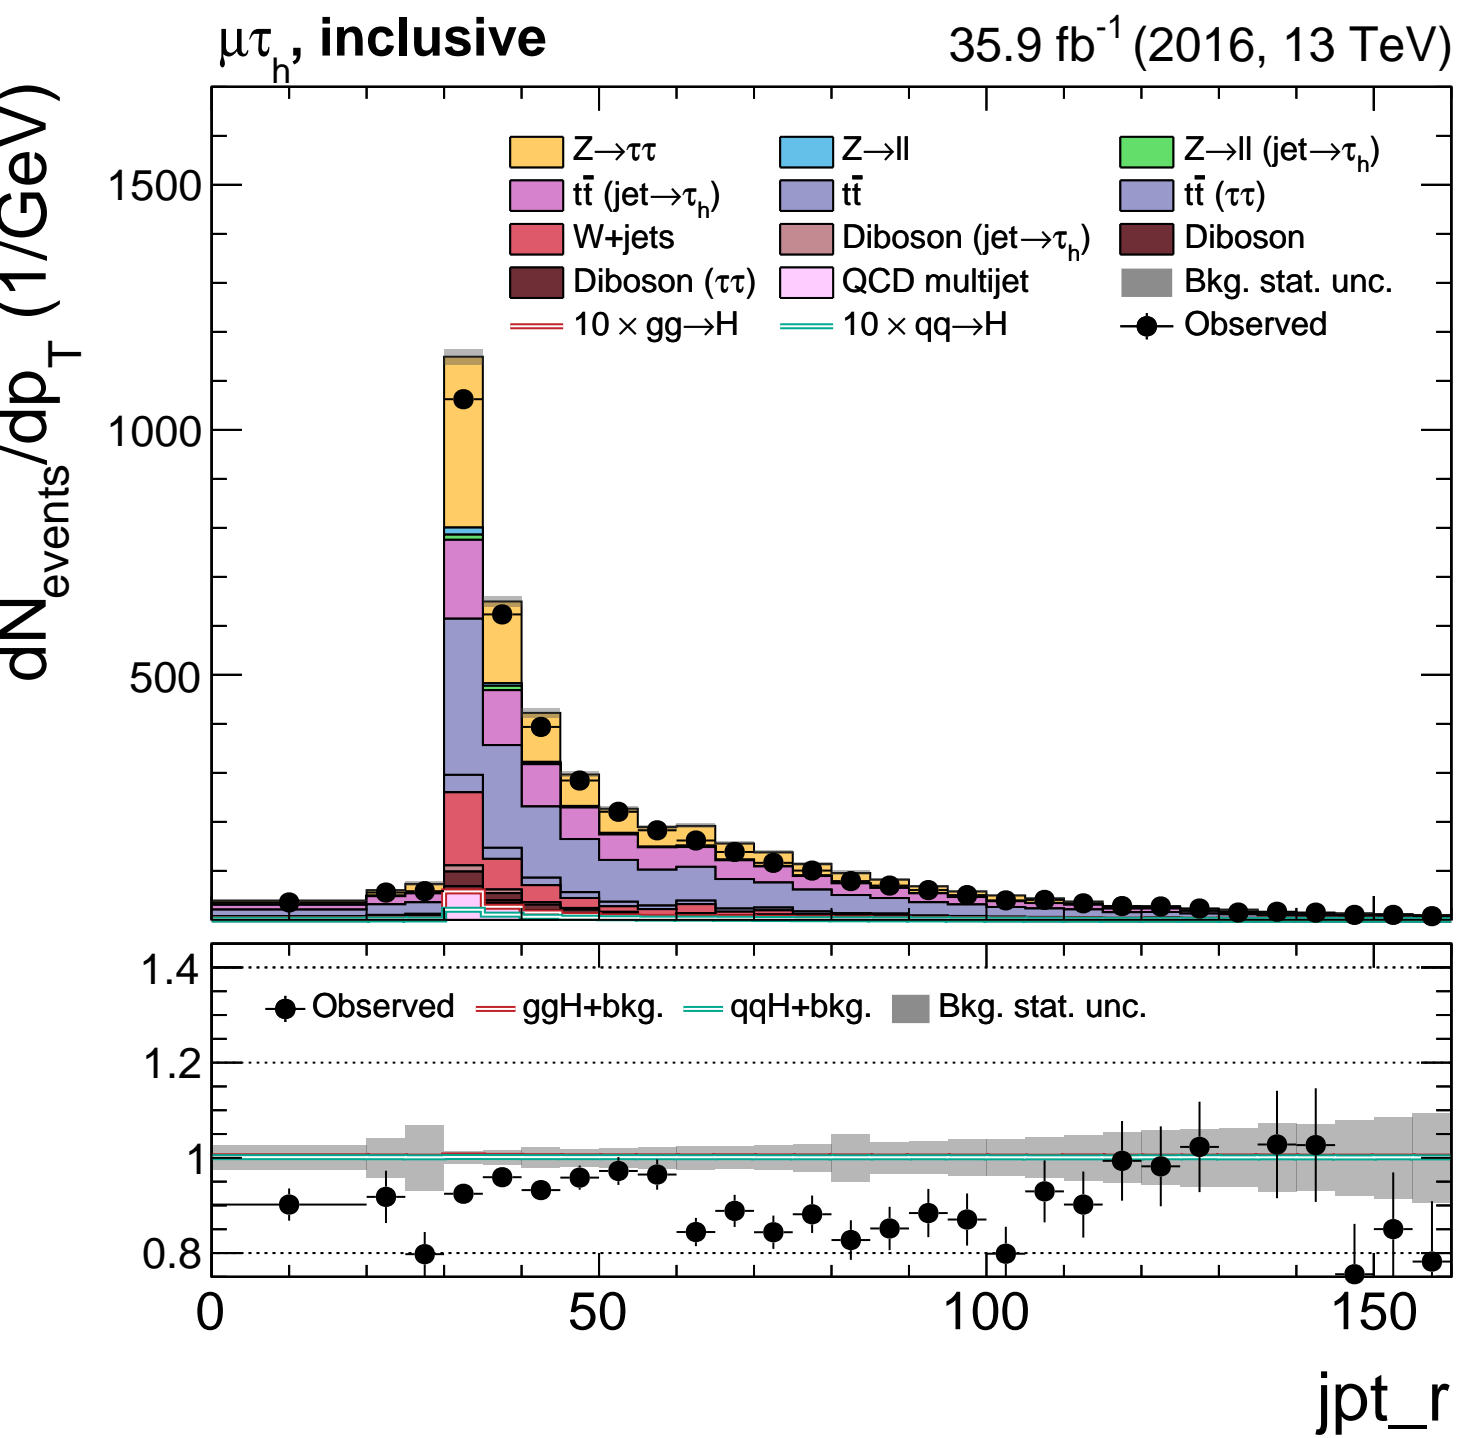 μτh, inclusive 35.9 fb-1 (2016, 13 TeV)
dNevents/dpT (1/GeV)
1500
1000
500
Z→ττ Z→ll Z→ll (jet→τh)
tt̄ (jet→τh) tt̄ tt̄ (ττ)
W+jets Diboson (jet→τh) Diboson
Diboson (ττ) QCD multijet Bkg. stat. unc.
10 × gg→H 10 × qq→H Observed
1.4
1.2
1
0.8
Observed ggH+bkg. qqH+bkg. Bkg. stat. unc.
0 50 100 150
jpt_r